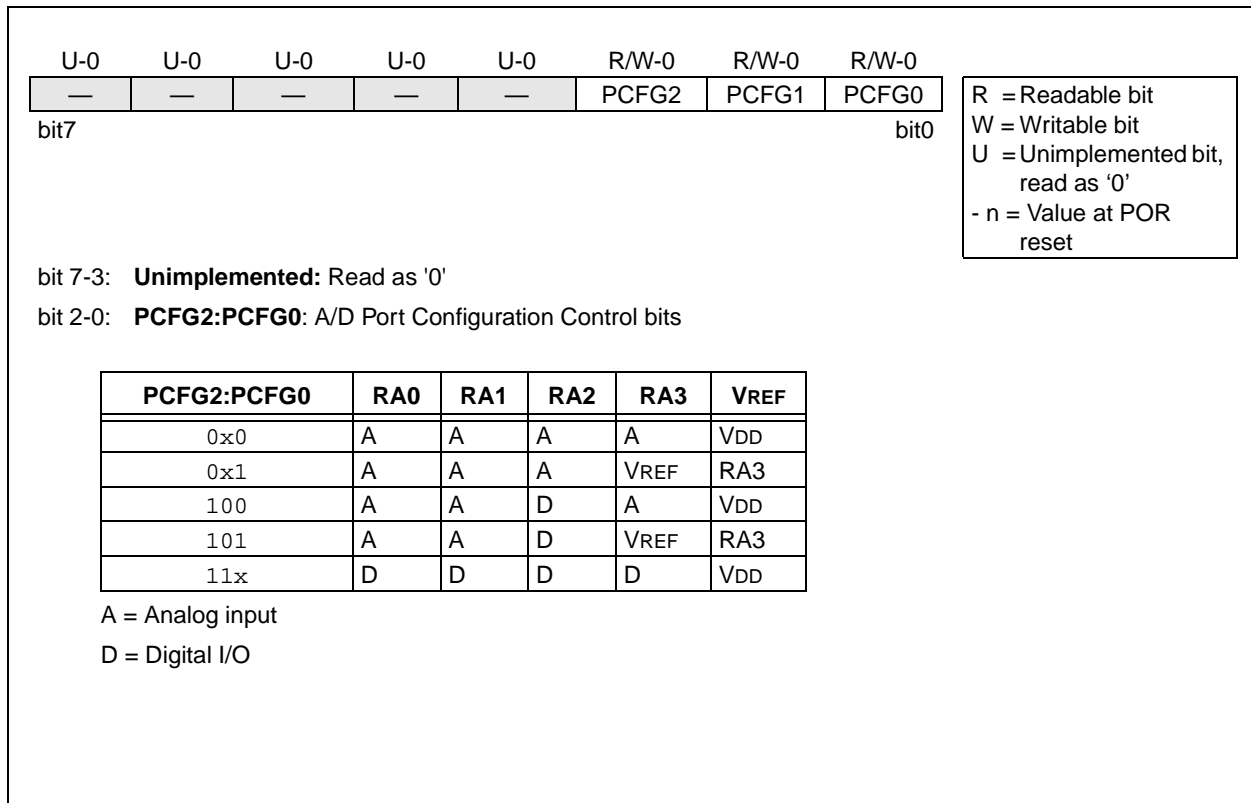 U-0 U-0 U-0 U-0 U-0 R/W-0 R/W-0 R/W-0
— — — — — PCFG2 PCFG1 PCFG0
bit7 bit0
R = Readable bit
W = Writable bit
U = Unimplemented bit,
read as ‘0’
- n = Value at POR
reset
bit 7-3: Unimplemented: Read as '0'
bit 2-0: PCFG2:PCFG0: A/D Port Configuration Control bits
PCFG2:PCFG0 RA0 RA1 RA2 RA3 VREF
0x0 A A A A VDD
0x1 A A A VREF RA3
100 A A D A VDD
101 A A D VREF RA3
11x D D D D VDD
A = Analog input
D = Digital I/O